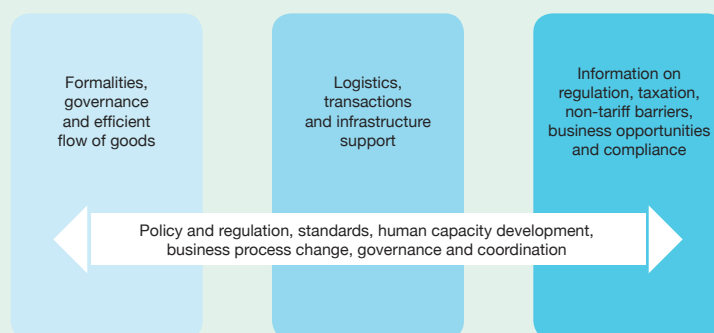 Formalities,
governance
and efficient
flow of goods
Logistics,
transactions
and infrastructure
support
Information on
regulation, taxation,
non-tariff barriers,
business opportunities
and compliance
Policy and regulation, standards, human capacity development,
business process change, governance and coordination